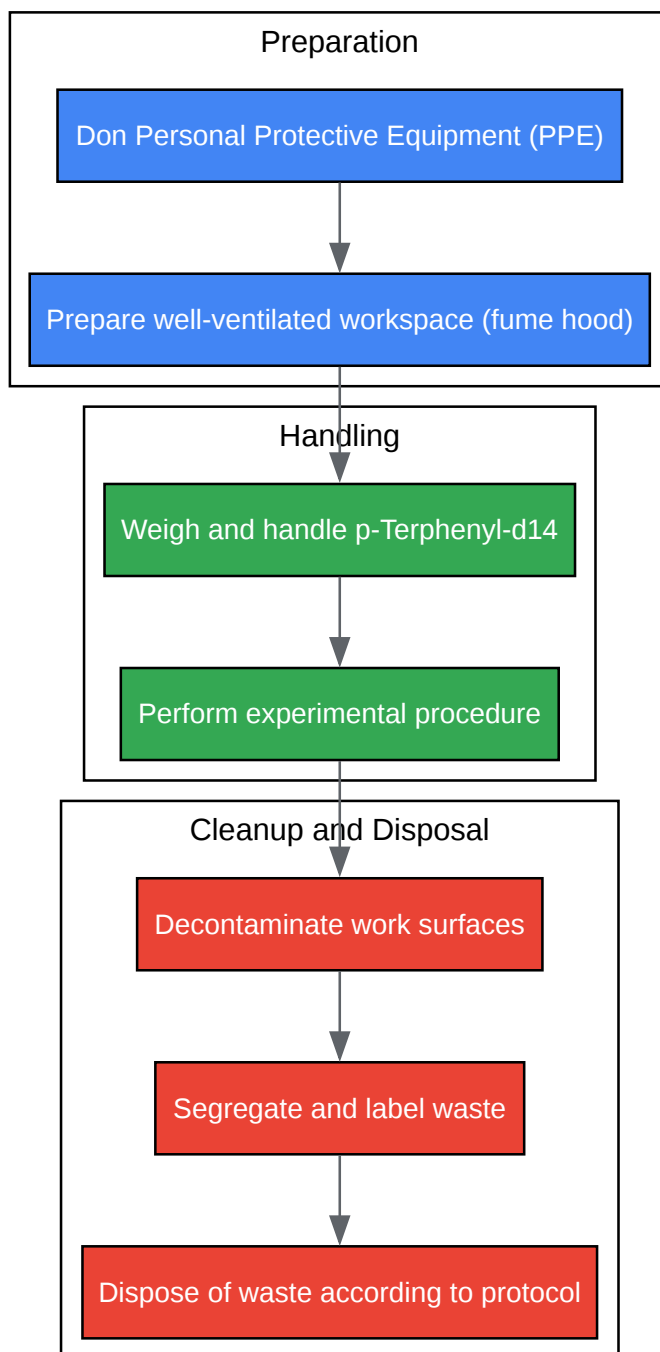 Preparation
Don Personal Protective Equipment (PPE)
Prepare well-ventilated workspace (fume hood)
Handling
Weigh and handle p-Terphenyl-d14
Perform experimental procedure
Cleanup and Disposal
Decontaminate work surfaces
Segregate and label waste
Dispose of waste according to protocol